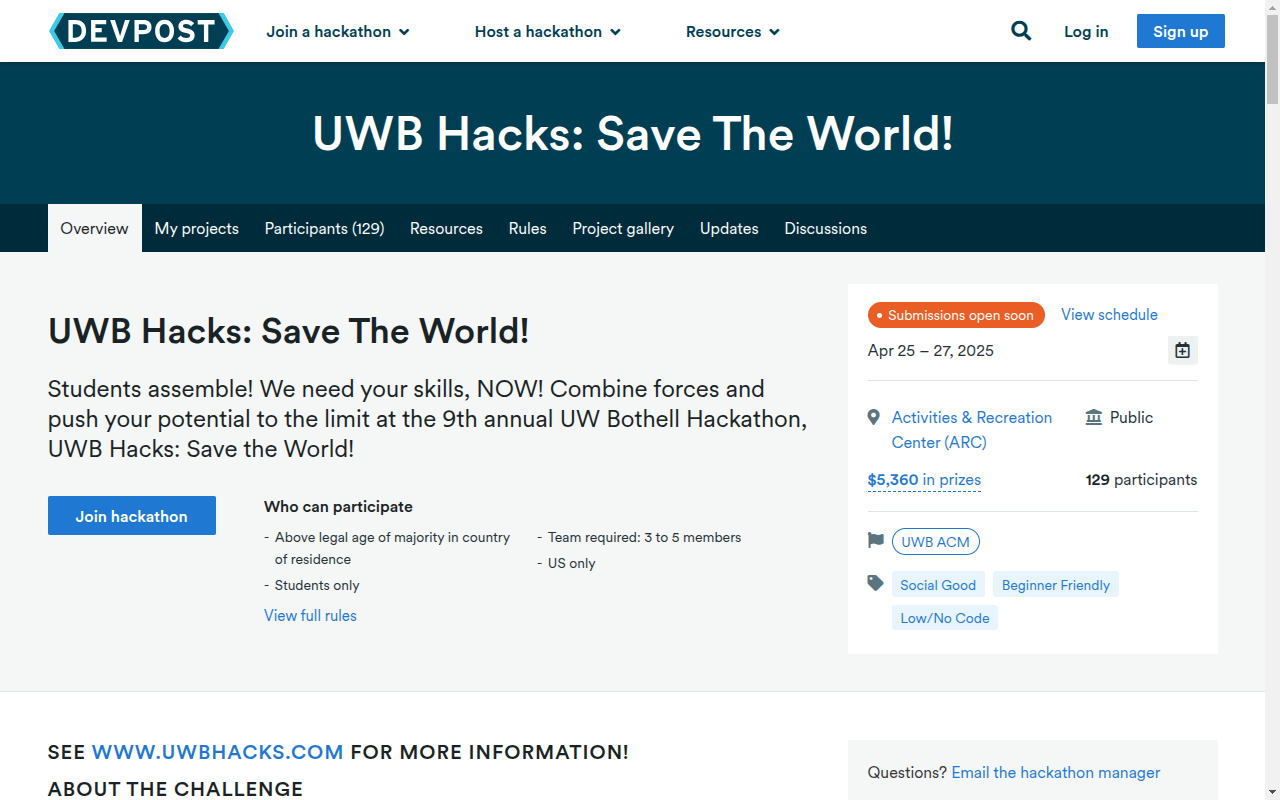 DEVPOST
Join a hackathon
Host a hackathon
Resources
Log in
Sign up
UWB Hacks: Save The World!
Overview
My projects
Participants (129)
Resources
Rules
Project gallery
Updates
Discussions
UWB Hacks: Save The World!
Students assemble! We need your skills, NOW! Combine forces and
push your potential to the limit at the 9th annual UW Bothell Hackathon,
UWB Hacks: Save the World!
Join hackathon
Who can participate
- Above legal age of majority in country
of residence
- Students only
- Team required: 3 to 5 members
- US only
View full rules
Submissions open soon
View schedule
Apr 25 – 27, 2025
Activities & Recreation
Center (ARC)
Public
$5,360 in prizes
129 participants
UWB ACM
Social Good
Beginner Friendly
Low/No Code
SEE WWW.UWBHACKS.COM FOR MORE INFORMATION!
ABOUT THE CHALLENGE
Questions? Email the hackathon manager